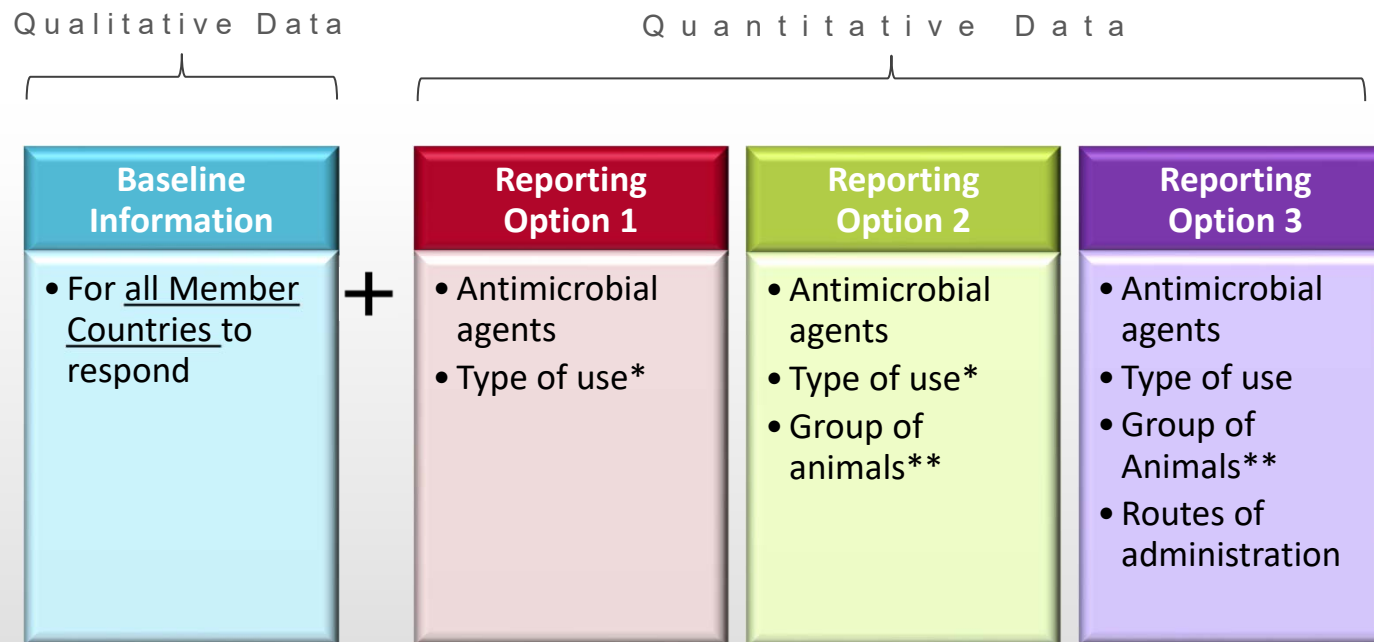 Qualitative Data
Quantitative Data
Baseline
Information
• For all Member
Countries to
respond
+
Reporting
Option 1
• Antimicrobial
agents
• Type of use*
Reporting
Option 2
• Antimicrobial
agents
• Type of use*
• Group of
animals**
Reporting
Option 3
• Antimicrobial
agents
• Type of use
• Group of
Animals**
• Routes of
administration